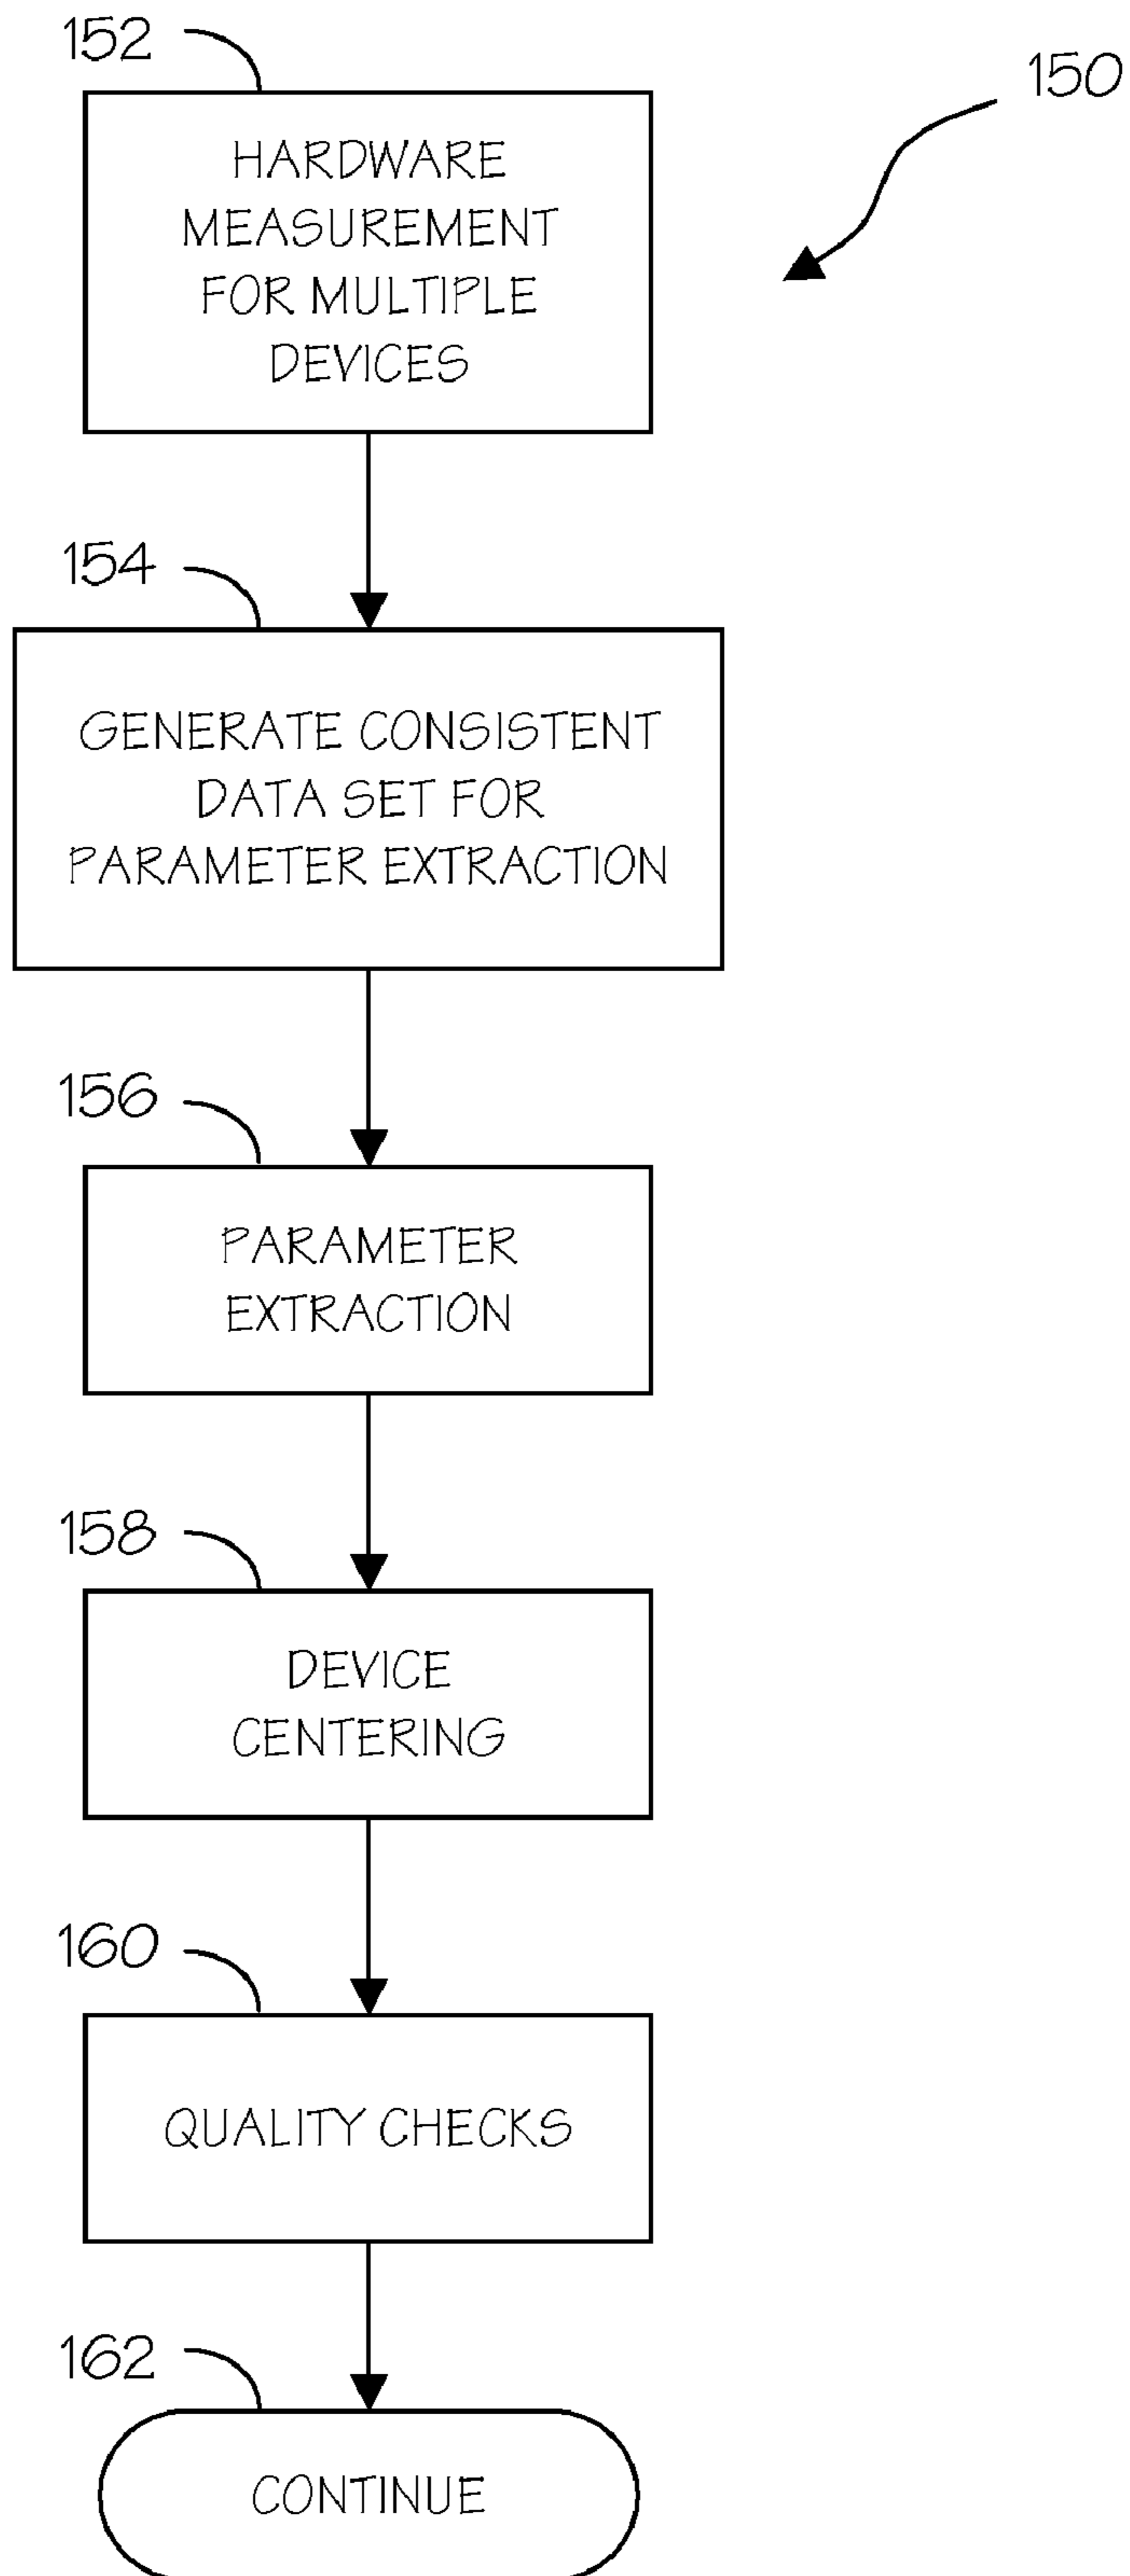 152
150
HARDWARE
MEASUREMENT
FOR MULTIPLE
DEVICES
154
GENERATE CONSISTENT
DATA SET FOR
PARAMETER EXTRACTION
156
PARAMETER
EXTRACTION
158
DEVICE
CENTERING
160
QUALITY CHECKS
162
CONTINUE